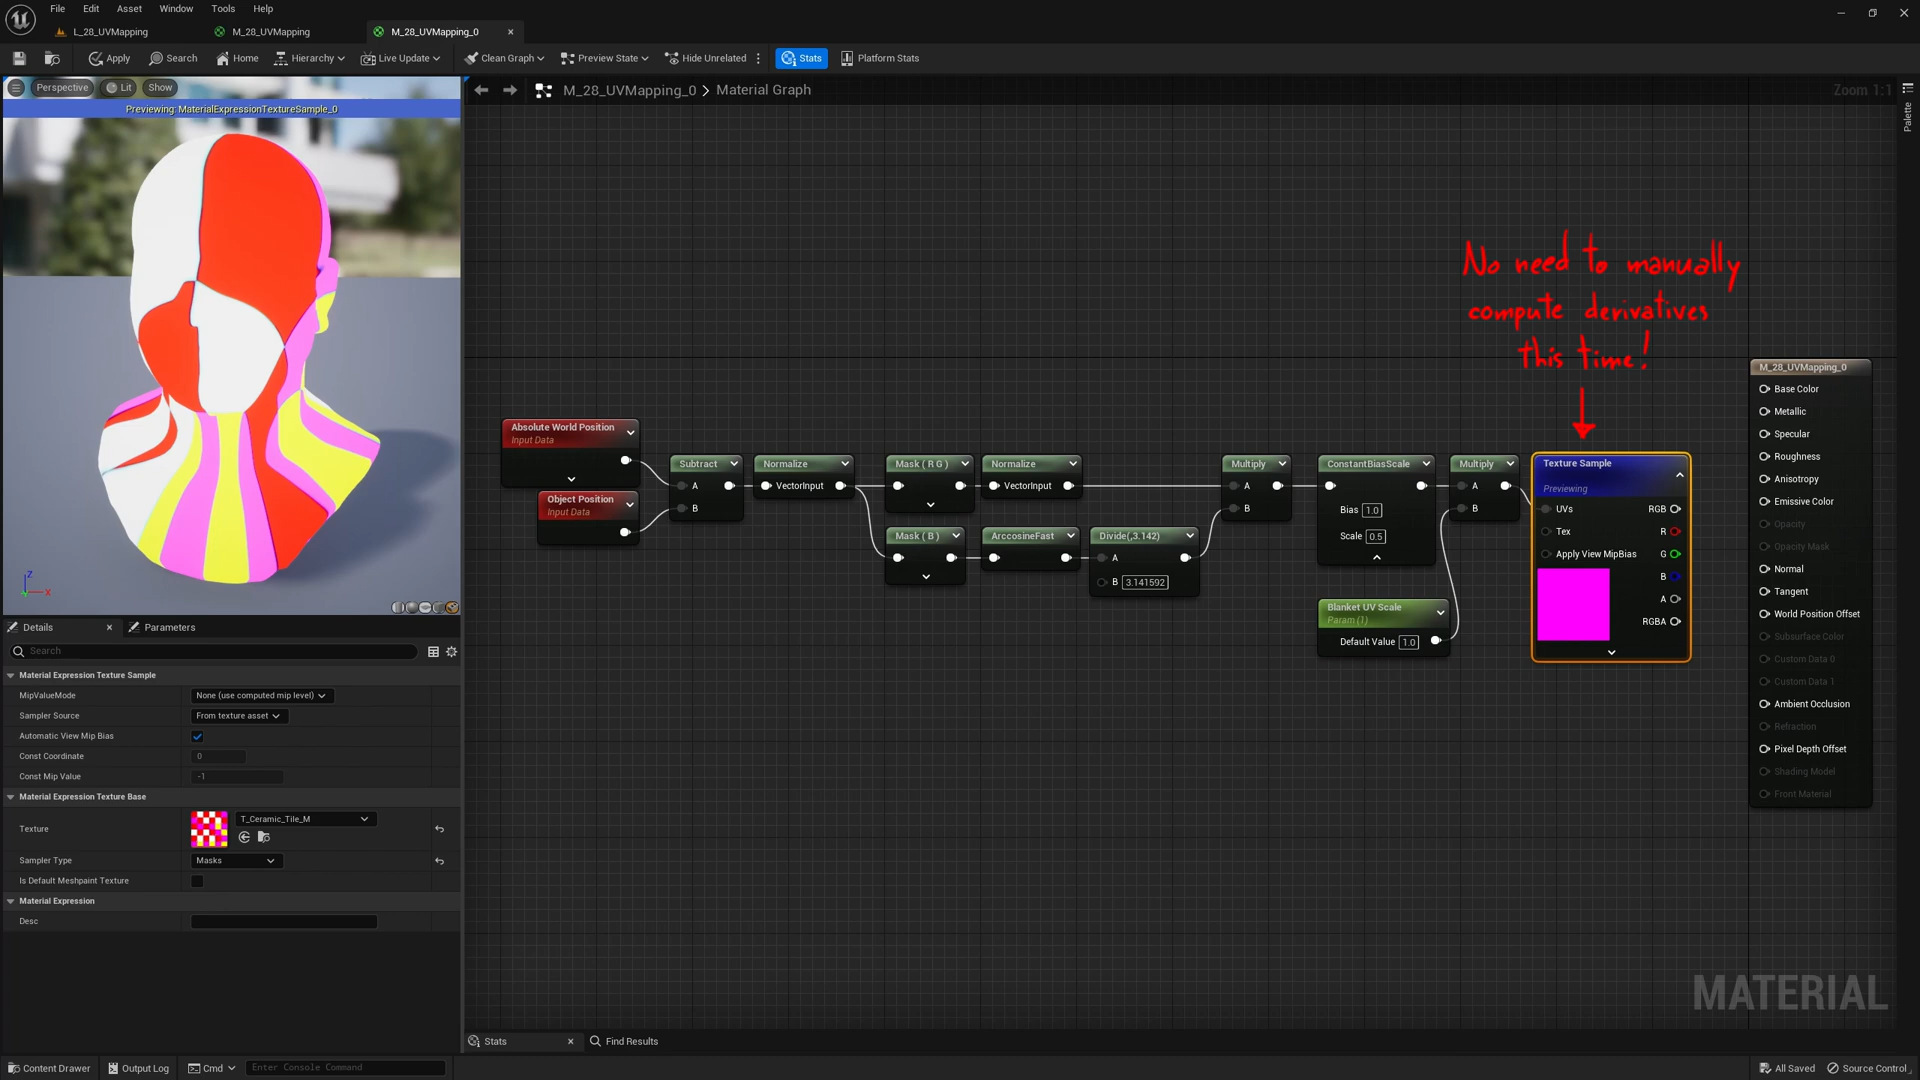 File Edit Asset Window Tools Help
L_28_UVMapping M_28_UVMapping M_28_UVMapping_0
Apply Search Home Hierarchy Live Update Clean Graph Preview State Hide Unrelated Stats Platform Stats
Perspective Lit Show
Previewing: MaterialExpressionTextureSample_0
Z
X
M_28_UVMapping_0 > Material Graph
Zoom 1:1
Palette
No need to manually
compute derivatives
this time!
Absolute World Position
Input Data
Object Position
Input Data
Subtract
A
B
Normalize
VectorInput
Mask ( R G )
Normalize
VectorInput
Mask ( B )
ArccosineFast
Divide(,3.142)
A
B 3.141592
Multiply
A
B
ConstantBiasScale
Bias 1.0
Scale 0.5
Blanket UV Scale
Param (1)
Default Value 1.0
Multiply
A
B
Texture Sample
Previewing
UVs RGB
Tex R
Apply View MipBias G
B
A
RGBA
M_28_UVMapping_0
Base Color
Metallic
Specular
Roughness
Anisotropy
Emissive Color
Opacity
Opacity Mask
Normal
Tangent
World Position Offset
Subsurface Color
Custom Data 0
Custom Data 1
Ambient Occlusion
Refraction
Pixel Depth Offset
Shading Model
Front Material
MATERIAL
Details Parameters
Search
Material Expression Texture Sample
MipValueMode None (use computed mip level)
Sampler Source From texture asset
Automatic View Mip Bias
Const Coordinate 0
Const Mip Value -1
Material Expression Texture Base
Texture T_Ceramic_Tile_M
Sampler Type Masks
Is Default Meshpaint Texture
Material Expression
Desc
Stats Find Results
Content Drawer Output Log Cmd Enter Console Command All Saved Source Control